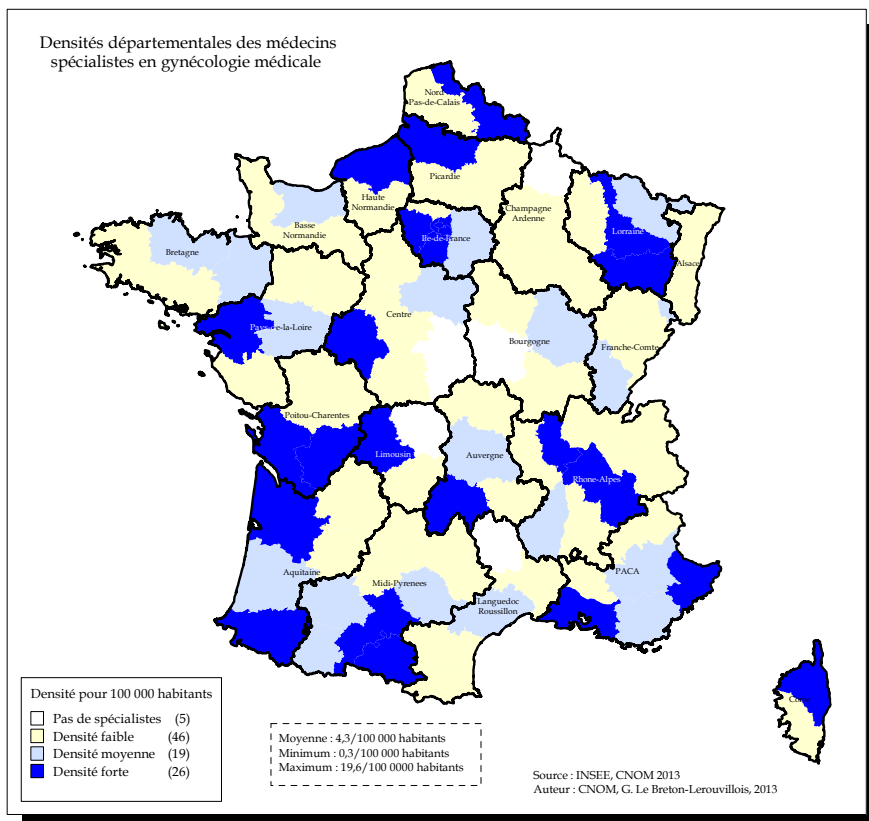 Densités départementales des médecins
spécialistes en gynécologie médicale
Nord
Pas-de-Calais
Picardie
Haute
Normandie
Basse
Normandie
Champagne
Ardenne
Lorraine
Ile-de-France
Alsace
Bretagne
Centre
Pays-de-la-Loire
Bourgogne
Franche-Comte
Poitou-Charentes
Limousin
Auvergne
Rhone-Alpes
Aquitaine
Midi-Pyrenees
PACA
Languedoc
Roussillon
Corse
Densité pour 100 000 habitants
Pas de spécialistes (5)
Densité faible (46)
Densité moyenne (19)
Densité forte (26)
Moyenne : 4,3/100 000 habitants
Minimum : 0,3/100 000 habitants
Maximum : 19,6/100 0000 habitants
Source : INSEE, CNOM 2013
Auteur : CNOM, G. Le Breton-Lerouvillois, 2013